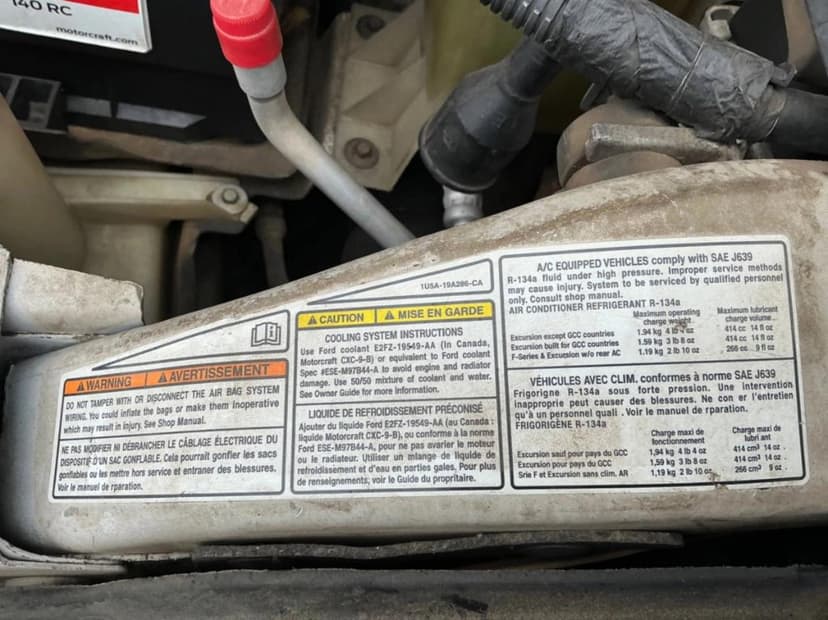 140 RC
motorcraft.com
1U5A-19A286-CA
WARNING AVERTISSEMENT
DO NOT TAMPER WITH OR DISCONNECT THE AIR BAG SYSTEM
WIRING. You could inflate the bags or make them inoperative
which may result in injury. See Shop Manual.
NE PAS MODIFIER NI DÉBRANCHER LE CÂBLAGE ÉLECTRIQUE DU
DISPOSITIF D'UN SAC GONFLABLE. Cela pourrait gonfler les sacs
gonflables ou les mettre hors service et entraner des blessures.
Voir le manuel de rparation.
CAUTION MISE EN GARDE
COOLING SYSTEM INSTRUCTIONS
Use Ford coolant E2FZ-19549-AA (In Canada,
Motorcraft CXC-9-B) or equivalent to Ford coolant
Spec #ESE-M97B44-A to avoid engine and radiator
damage. Use 50/50 mixture of coolant and water.
See Owner Guide for more information.
LIQUIDE DE REFROIDISSEMENT PRÉCONISÉ
Ajouter du liquide Ford E2FZ-19549-AA (au Canada :
liquide Motorcraft CXC-9-B), ou conforme à la norme
Ford ESE-M97B44-A, pour ne pas avarier le moteur
ou le radiateur. Utiliser un mlange de liquide de
refroidissement et d'eau en parties gales. Pour plus
de renseignements, voir le Guide du propritaire.
A/C EQUIPPED VEHICLES comply with SAE J639
R-134a fluid under high pressure. Improper service methods
may cause injury. System to be serviced by qualified personnel
only. Consult shop manual.
AIR CONDITIONER REFRIGERANT R-134a
Maximum operating Maximum lubricant
charge weight charge volume
Excursion except GCC countries 1.94 kg 4 lb 4 oz 414 cc 14 fl oz
Excursion built for GCC countries 1.59 kg 3 lb 8 oz 414 cc 14 fl oz
F-Series & Excursion w/o rear AC 1.19 kg 2 lb 10 oz 266 cc 9 fl oz
VÉHICULES AVEC CLIM. conformes à norme SAE J639
Frigorigne R-134a sous forte pression. Une intervention
inapproprie peut causer des blessures. Ne con er l'entretien
qu'à un personnel quali . Voir le manuel de rparation.
FRIGORIGÈNE R-134a
Charge maxi de Charge maxi de
fonctionnement lubri ant
Excursion sauf pour pays du GCC 1,94 kg 4 lb 4 oz 414 cm³ 14 oz
Excursion pour pays du GCC 1,59 kg 3 lb 8 oz 414 cm³ 14 oz
Srie F et Excursion sans clim. AR 1,19 kg 2 lb 10 oz 266 cm³ 9 oz